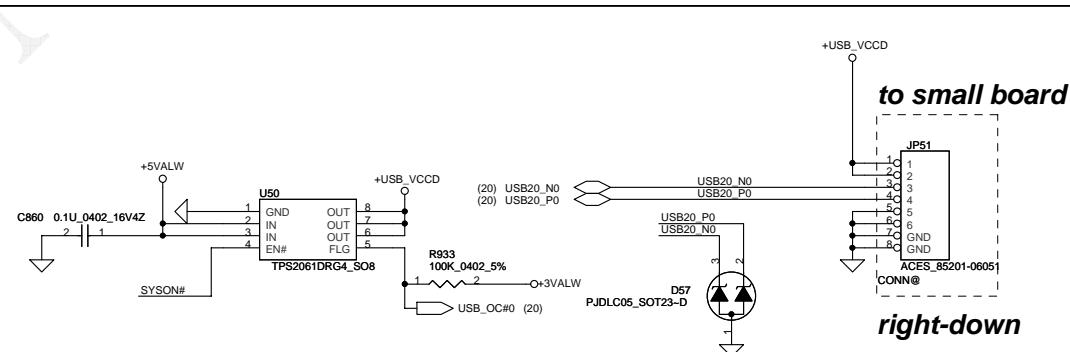 +USB_VCCD
to small board
JP51
+5VALW
U50
+USB_VCCD
C860 0.1U_0402_16V4Z
2 1
1 GND OUT 8
2 IN OUT 7
3 IN OUT 6
4 EN# FLG 5
TPS2061DRG4_SO8
SYSON#
R933
100K_0402_5%
1 2
+3VALW
USB_OC#0 (20)
(20) USB20_N0
(20) USB20_P0
USB20_N0
USB20_P0
1 1
2 2
3 3
4 4
5 5
6 6
7 GND
8 GND
ACES_85201-06051
CONN@
USB20_P0
USB20_N0
3 2
D57
PJDLC05_SOT23~D
1
right-down